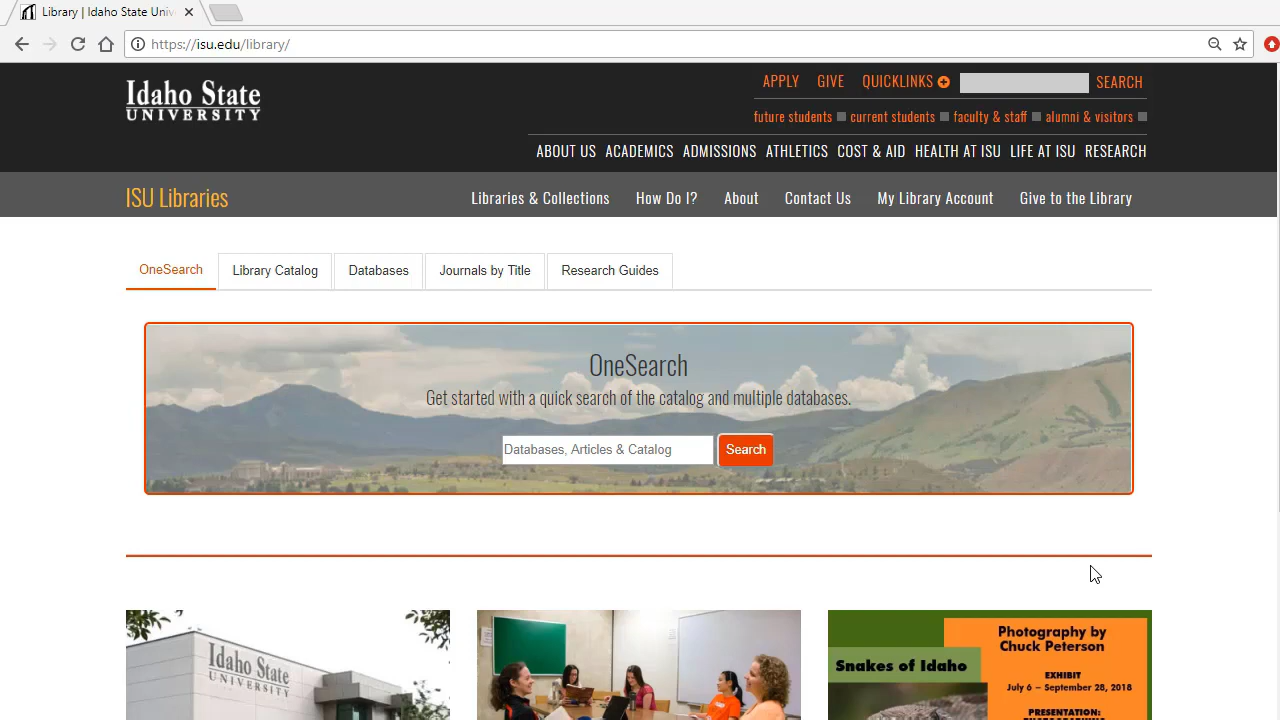 Library | Idaho State Univ
https://isu.edu/library/
Idaho State
UNIVERSITY
APPLY GIVE QUICKLINKS SEARCH
future students current students faculty & staff alumni & visitors
ABOUT US ACADEMICS ADMISSIONS ATHLETICS COST & AID HEALTH AT ISU LIFE AT ISU RESEARCH
ISU Libraries Libraries & Collections How Do I? About Contact Us My Library Account Give to the Library
OneSearch Library Catalog Databases Journals by Title Research Guides
OneSearch
Get started with a quick search of the catalog and multiple databases.
Databases, Articles & Catalog Search
Idaho State
UNIVERSITY
Photography by
Chuck Peterson
Snakes of Idaho
EXHIBIT
July 6 – September 28, 2018
PRESENTATION: